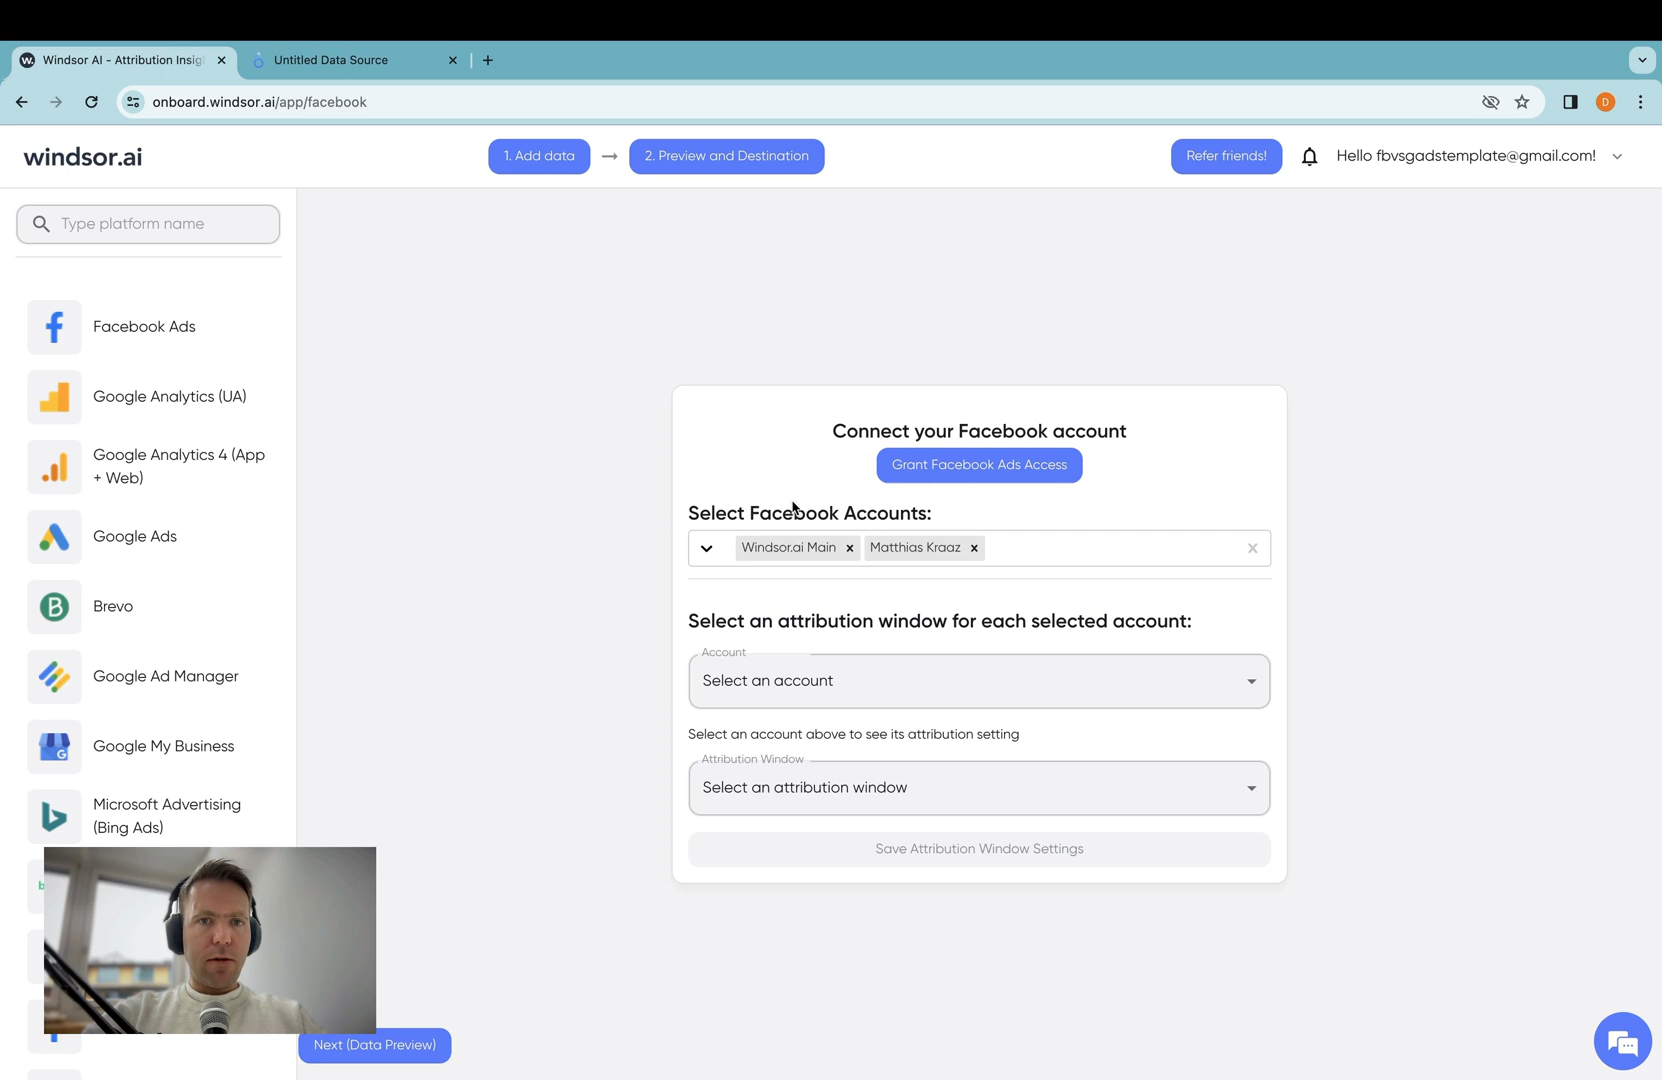 Windsor AI - Attribution Insig
Untitled Data Source
onboard.windsor.ai/app/facebook
D
windsor.ai
1. Add data
2. Preview and Destination
Refer friends!
Hello fbvsgadstemplate@gmail.com!
Type platform name
Facebook Ads
Google Analytics (UA)
Google Analytics 4 (App
+ Web)
Google Ads
Brevo
Google Ad Manager
Google My Business
Microsoft Advertising
(Bing Ads)
Connect your Facebook account
Grant Facebook Ads Access
Select Facebook Accounts:
Windsor.ai Main
Matthias Kraaz
Select an attribution window for each selected account:
Account
Select an account
Select an account above to see its attribution setting
Attribution Window
Select an attribution window
Save Attribution Window Settings
Next (Data Preview)